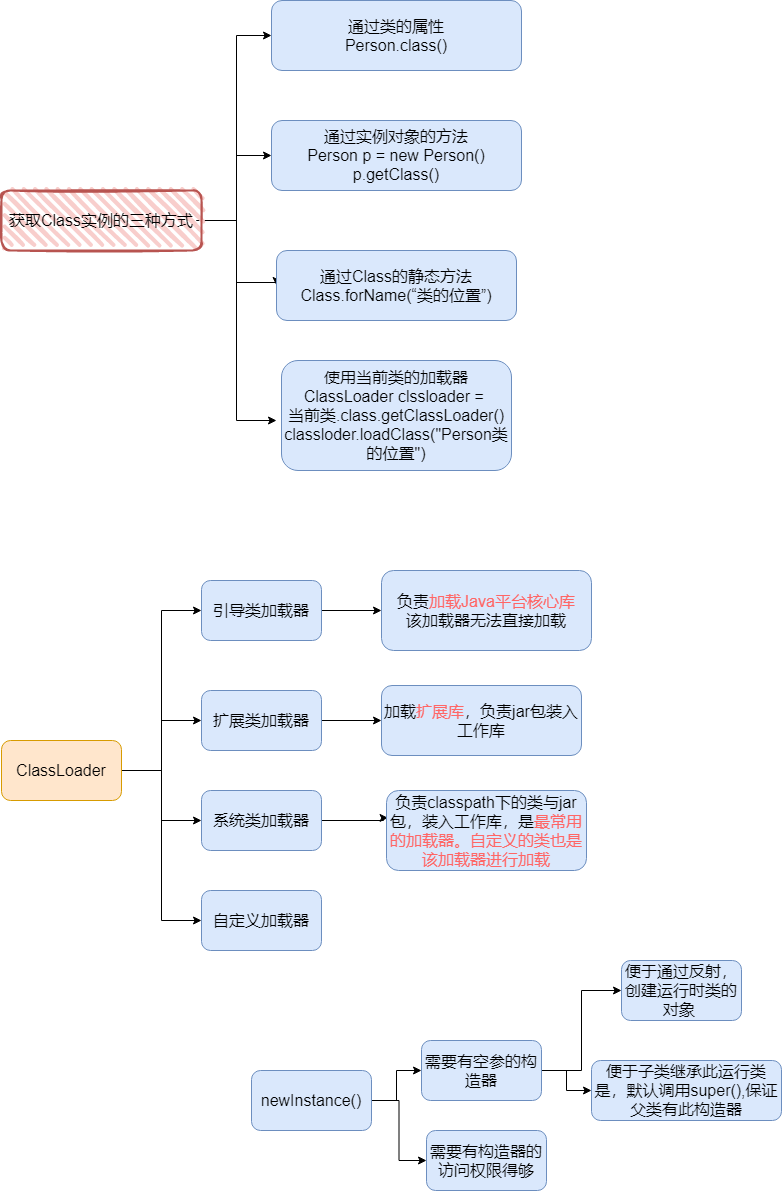 通过类的属性
Person.class()
通过实例对象的方法
Person p = new Person()
p.getClass()
获取Class实例的三种方式
通过Class的静态方法
Class.forName(“类的位置”)
使用当前类的加载器
ClassLoader clssloader =
当前类.class.getClassLoader()
classloder.loadClass("Person类
的位置")
引导类加载器
负责加载Java平台核心库
该加载器无法直接加载
扩展类加载器
加载扩展库，负责jar包装入
工作库
ClassLoader
系统类加载器
负责classpath下的类与jar
包，装入工作库，是最常用
的加载器。自定义的类也是
该加载器进行加载
自定义加载器
便于通过反射，
创建运行时类的
对象
需要有空参的构
造器
newInstance()
便于子类继承此运行类
是，默认调用super(),保证
父类有此构造器
需要有构造器的
访问权限得够